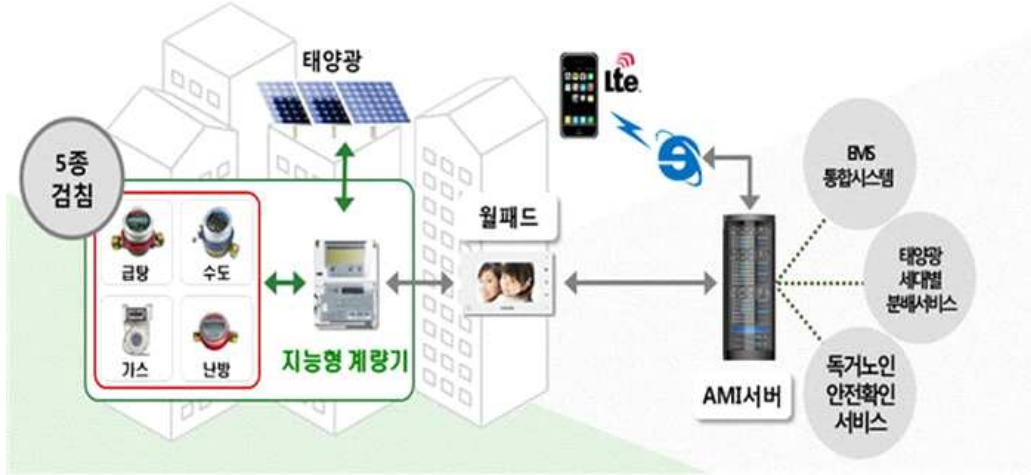 태양광
Lte
5종
검침
급탕
수도
가스
난방
지능형 계량기
월패드
AMI서버
EMS
통합시스템
태양광
세대별
분배서비스
독거노인
안전확인
서비스